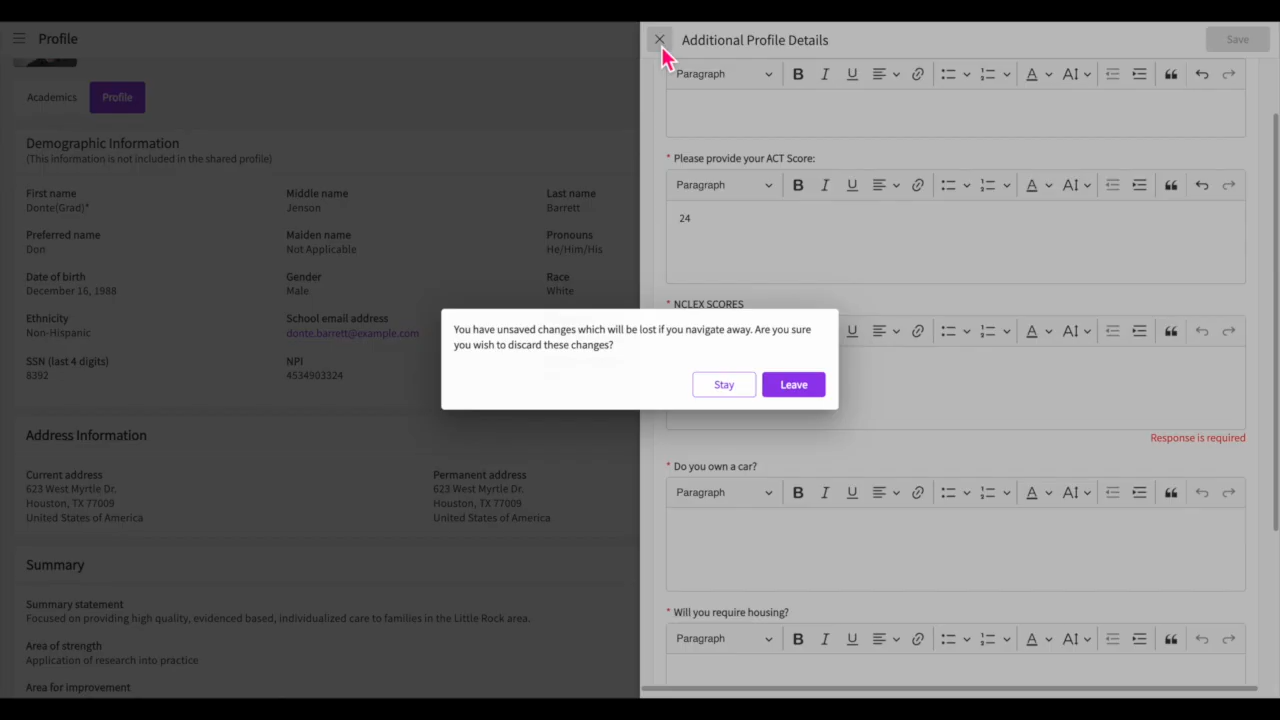 Profile
Academics
Profile
Demographic Information
(This information is not included in the shared profile)
First name
Donte(Grad)*
Middle name
Jenson
Last name
Barrett
Preferred name
Don
Maiden name
Not Applicable
Pronouns
He/Him/His
Date of birth
December 16, 1988
Gender
Male
Race
White
Ethnicity
Non-Hispanic
School email address
donte.barrett@example.com
SSN (last 4 digits)
8392
NPI
4534903324
Address Information
Current address
623 West Myrtle Dr.
Houston, TX 77009
United States of America
Permanent address
623 West Myrtle Dr.
Houston, TX 77009
United States of America
Summary
Summary statement
Focused on providing high quality, evidenced based, individualized care to families in the Little Rock area.
Area of strength
Application of research into practice
Area for improvement
Additional Profile Details
Save
Paragraph
* Please provide your ACT Score:
Paragraph
24
* NCLEX SCORES
Response is required
* Do you own a car?
Paragraph
* Will you require housing?
Paragraph
You have unsaved changes which will be lost if you navigate away. Are you sure
you wish to discard these changes?
Stay
Leave